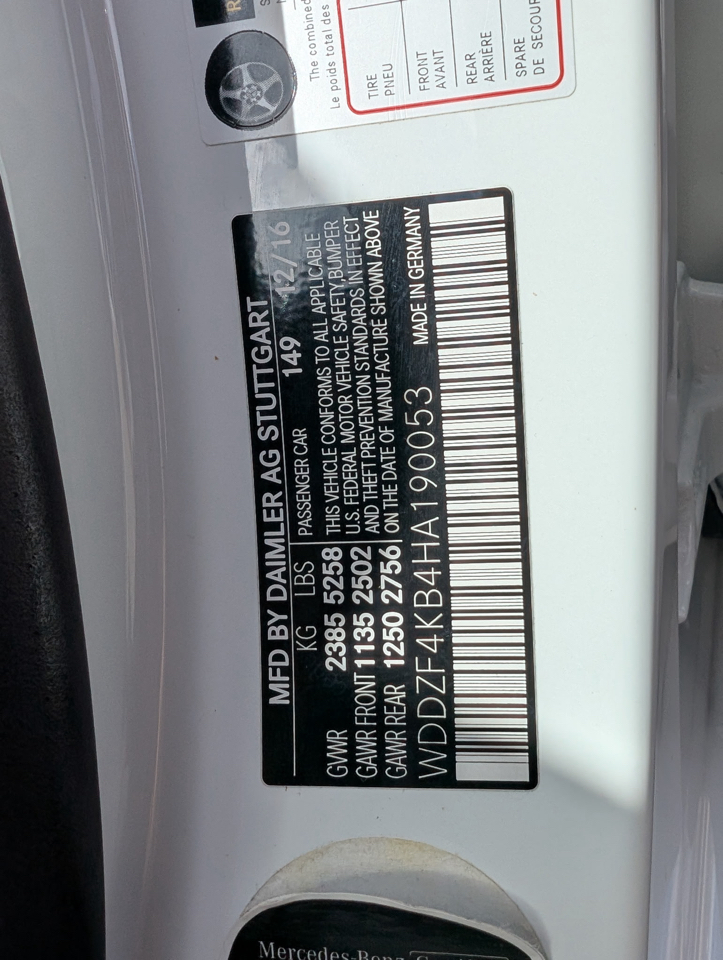 The combined
Le poids total des
TIRE
PNEU
FRONT
AVANT
REAR
ARRIÈRE
SPARE
DE SECOUR
MFD BY DAIMLER AG STUTTGART
149 12/16
KG LBS PASSENGER CAR
GVWR 2385 5258
GAWR FRONT 1135 2502
GAWR REAR 1250 2756
THIS VEHICLE CONFORMS TO ALL APPLICABLE
U.S. FEDERAL MOTOR VEHICLE SAFETY,BUMPER
AND THEFT PREVENTION STANDARDS IN EFFECT
ON THE DATE OF MANUFACTURE SHOWN ABOVE
WDDZF4KB4HA190053 MADE IN GERMANY
Mercedes-Benz